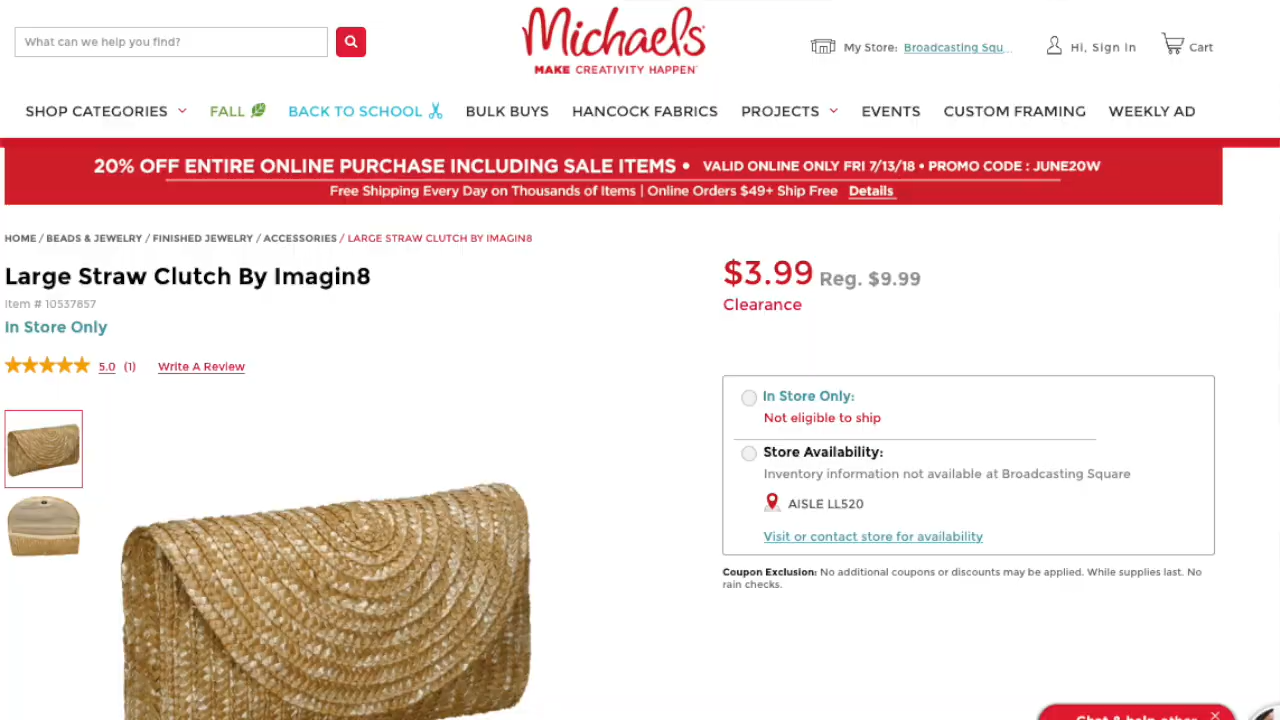 What can we help you find?
Michaels
MAKE CREATIVITY HAPPEN
My Store: Broadcasting Squ...
Hi, Sign In
Cart
SHOP CATEGORIES
FALL
BACK TO SCHOOL
BULK BUYS
HANCOCK FABRICS
PROJECTS
EVENTS
CUSTOM FRAMING
WEEKLY AD
20% OFF ENTIRE ONLINE PURCHASE INCLUDING SALE ITEMS • VALID ONLINE ONLY FRI 7/13/18 • PROMO CODE : JUNE20W
Free Shipping Every Day on Thousands of Items | Online Orders $49+ Ship Free Details
HOME / BEADS & JEWELRY / FINISHED JEWELRY / ACCESSORIES / LARGE STRAW CLUTCH BY IMAGIN8
Large Straw Clutch By Imagin8
Item # 10537857
In Store Only
5.0 (1) Write A Review
$3.99 Reg. $9.99
Clearance
In Store Only:
Not eligible to ship
Store Availability:
Inventory information not available at Broadcasting Square
AISLE LL520
Visit or contact store for availability
Coupon Exclusion: No additional coupons or discounts may be applied. While supplies last. No
rain checks.
Chat & help other